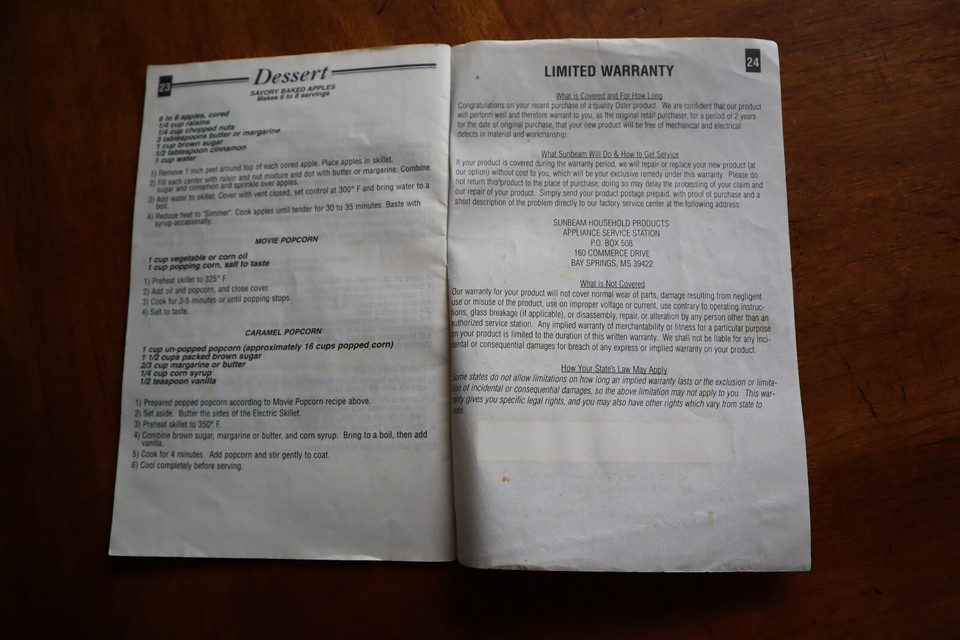 23
Dessert
SAVORY BAKED APPLES
Makes 6 to 8 servings
6 to 8 apples, cored
1/4 cup raisins
1/4 cup chopped nuts
3 tablespoons butter or margarine
1 cup brown sugar
1/2 tablespoon cinnamon
1 cup water
1) Remove 1 inch peel around top of each cored apple. Place apples in skillet.
2) Fill each center with raisin and nut mixture and dot with butter or margarine. Combine
sugar and cinnamon and sprinkle over apples.
3) Add water to skillet. Cover with vent closed, set control at 300° F and bring water to a
boil.
4) Reduce heat to "Simmer". Cook apples until tender for 30 to 35 minutes. Baste with
syrup occasionally.
MOVIE POPCORN
1 cup vegetable or corn oil
1 cup popping corn, salt to taste
1) Preheat skillet to 325° F.
2) Add oil and popcorn, and close cover.
3) Cook for 3-5 minutes or until popping stops
4) Salt to taste.
CARAMEL POPCORN
1 cup un-popped popcorn (approximately 16 cups popped corn)
1 1/2 cups packed brown sugar
2/3 cup margarine or butter
1/4 cup corn syrup
1/2 teaspoon vanilla
1) Prepared popped popcorn according to Movie Popcorn recipe above.
2) Set aside. Butter the sides of the Electric Skillet.
3) Preheat skillet to 350° F.
4) Combine brown sugar, margarine or butter, and corn syrup. Bring to a boil, then add
vanilla.
5) Cook for 4 minutes. Add popcorn and stir gently to coat.
6) Cool completely before serving.
24
LIMITED WARRANTY
What is Covered and For How Long
Congratulations on your recent purchase of a quality Oster product. We are confident that our product
will perform well and therefore warrant to you, as the original retail purchaser, for a period of 2 years
for the date of original purchase, that your new product will be free of mechanical and electrical
defects in material and workmanship.
What Sunbeam Will Do & How to Get Service
If your product is covered during the warranty period, we will repair or replace your new product (at
our option) without cost to you, which will be your exclusive remedy under this warranty. Please do
not return this product to the place of purchase; doing so may delay the processing of your claim and
our repair of your product. Simply send your product postage prepaid, with proof of purchase and a
short description of the problem directly to our factory service center at the following address:
SUNBEAM HOUSEHOLD PRODUCTS
APPLIANCE SERVICE STATION
P.O. BOX 508
160 COMMERCE DRIVE
BAY SPRINGS, MS 39422
What is Not Covered
Our warranty for your product will not cover normal wear of parts, damage resulting from negligent
use or misuse of the product, use on improper voltage or current, use contrary to operating instruc-
tions, glass breakage (if applicable), or disassembly, repair, or alteration by any person other than an
authorized service station. Any implied warranty of merchantability or fitness for a particular purpose
on your product is limited to the duration of this written warranty. We shall not be liable for any inci-
dental or consequential damages for breach of any express or implied warranty on your product.
How Your State's Law May Apply
Some states do not allow limitations on how long an implied warranty lasts or the exclusion or limita-
tion of incidental or consequential damages, so the above limitation may not apply to you. This war-
ranty gives you specific legal rights, and you may also have other rights which vary from state to
state.